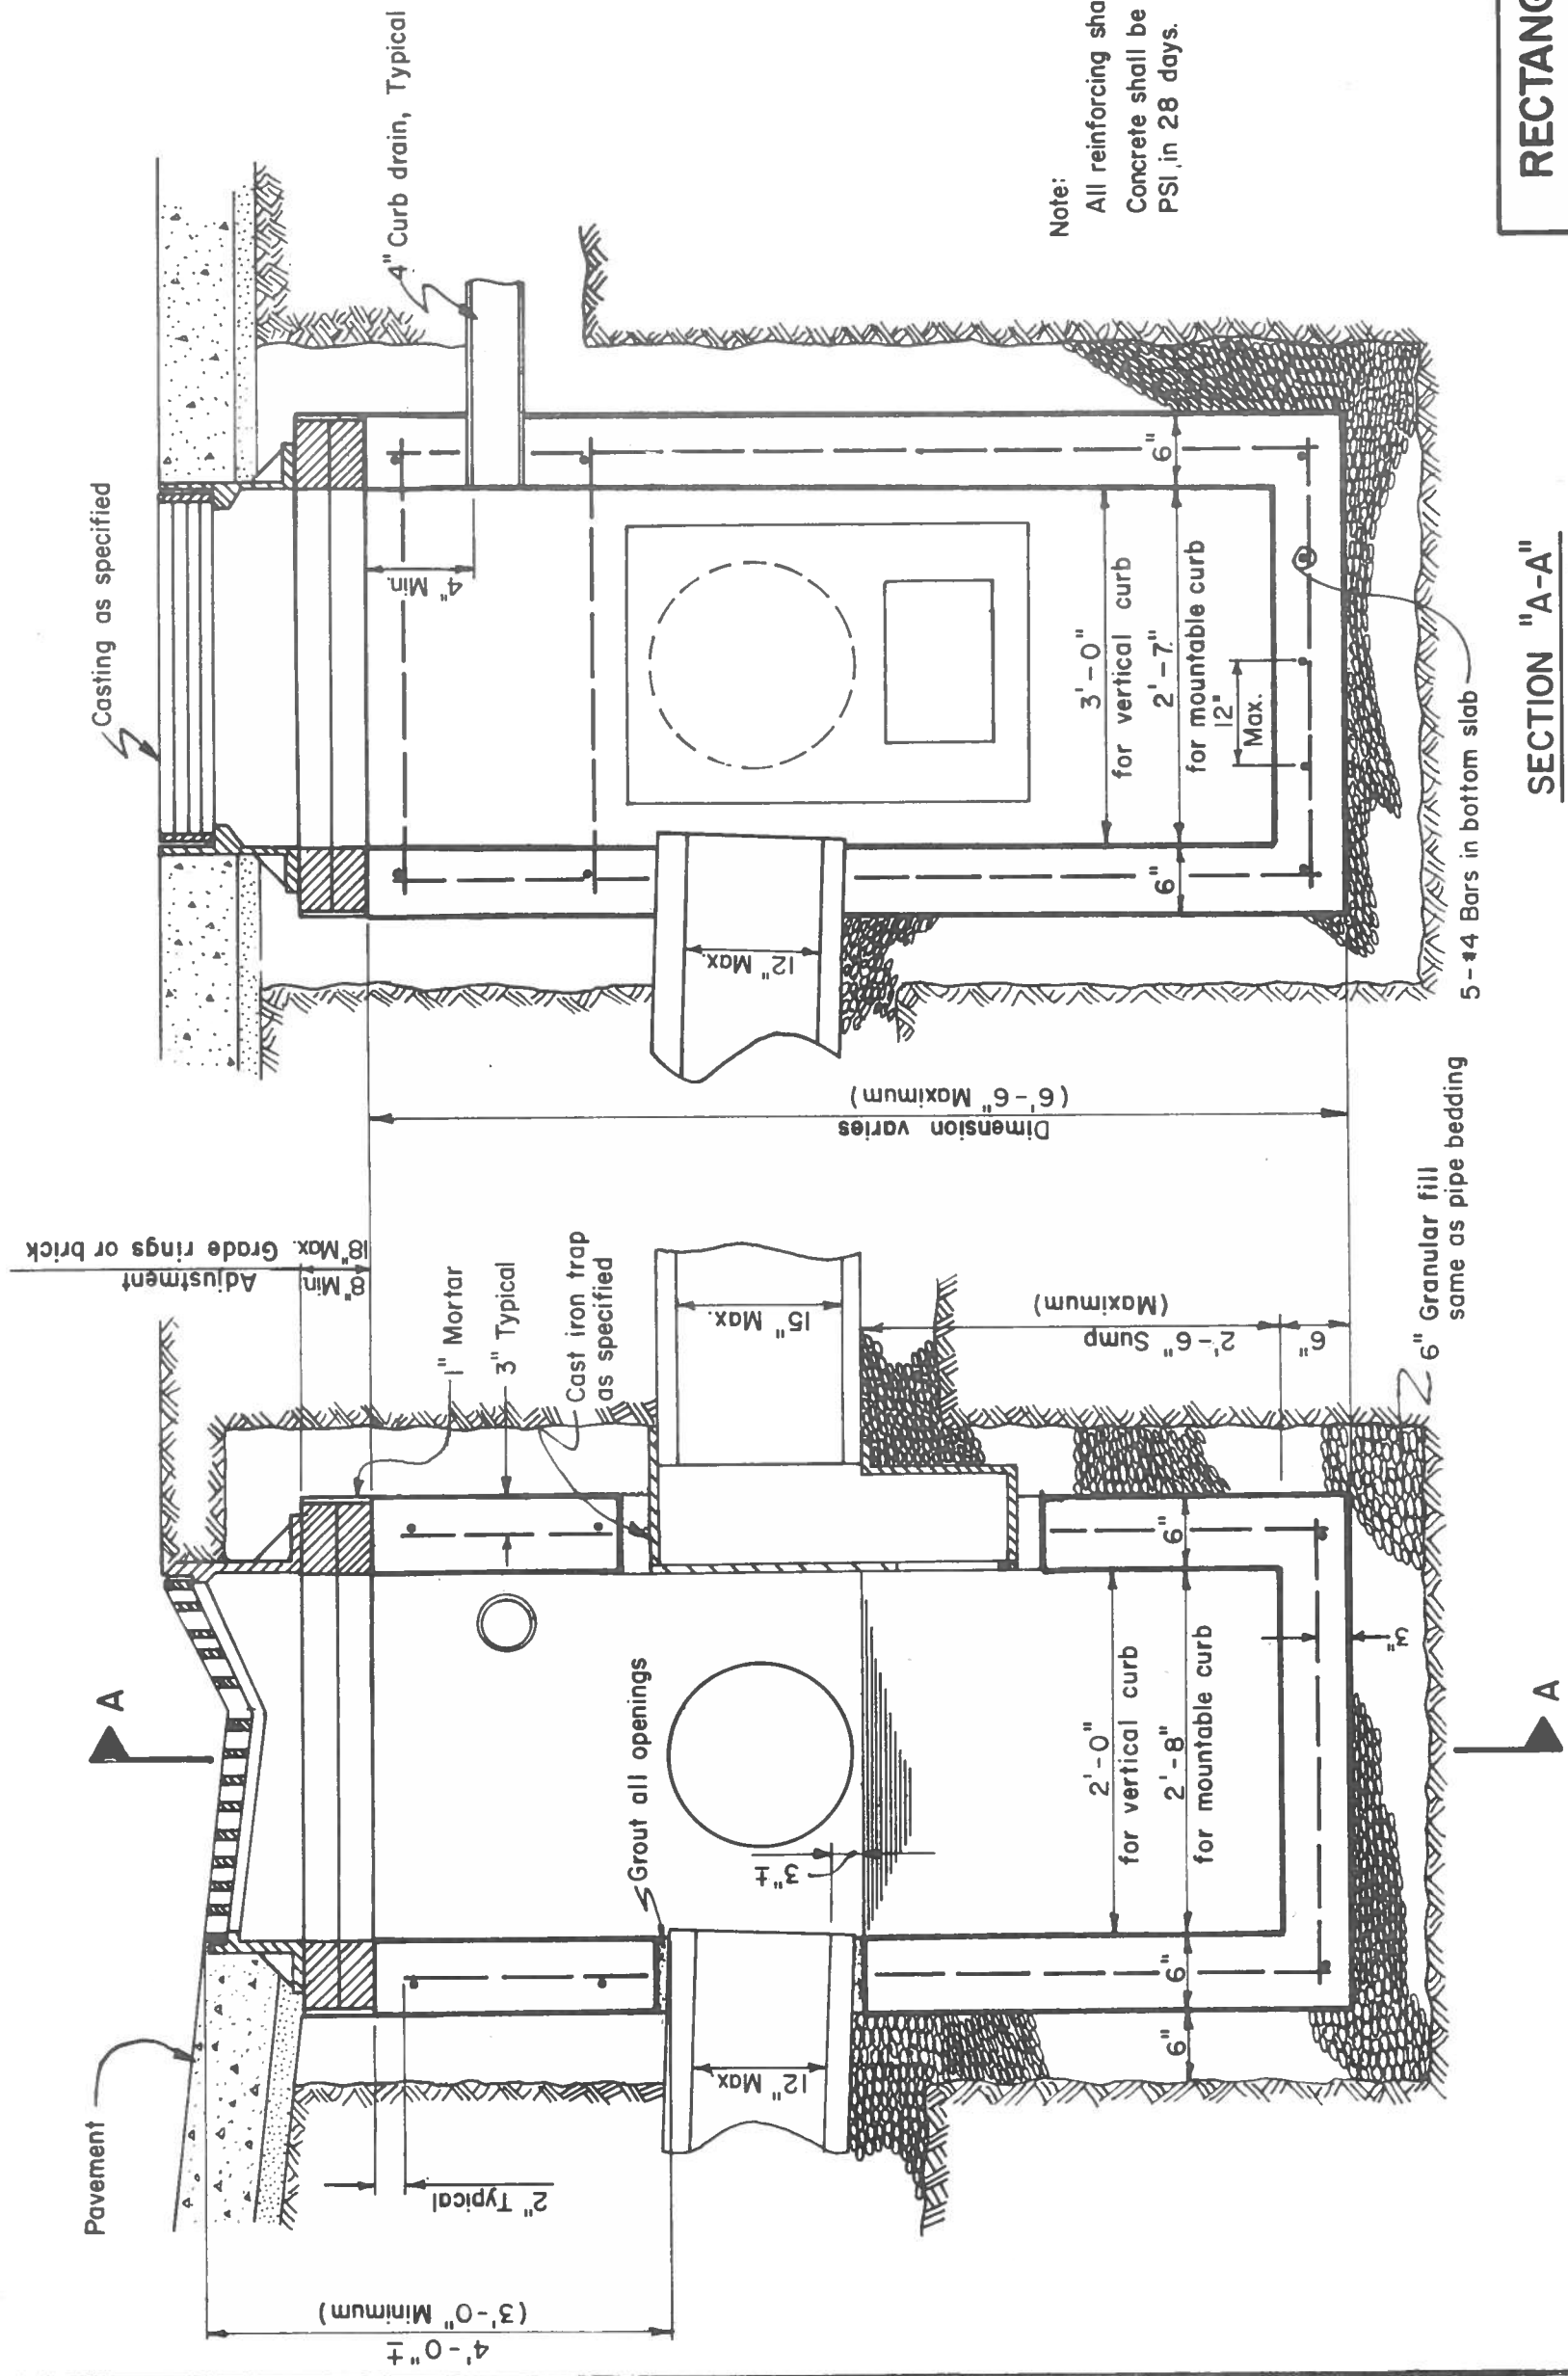 Pavement
A
Casting as specified
4" Curb drain, Typical
Adjustment
Grade rings or brick
8" Min.
18" Max.
1" Mortar
3" Typical
Cast iron trap
as specified
Grout all openings
2" Typical
4'-0" ±
(3'-0" Minimum)
12" Max.
15" Max.
3" ±
2'-6" Sump
(Maximum)
6"
2'-0"
for vertical curb
2'-8"
for mountable curb
6"
6"
6"
3"
6" Granular fill
same as pipe bedding
A
Dimension varies
(6'-6" Maximum)
4" Min.
12" Max.
3'-0"
for vertical curb
2'-7"
for mountable curb
12"
Max.
6"
6"
5-#4 Bars in bottom slab
SECTION "A-A"
Note:
All reinforcing
Concrete shall be
PSI, in 28 days.